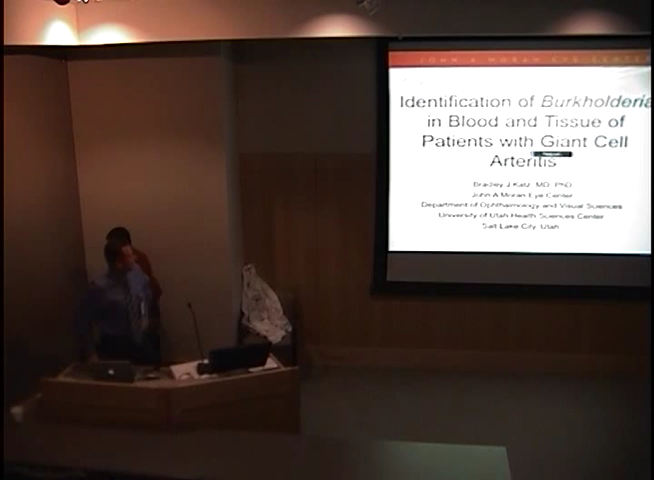 JOHN A MORAN EYE CENTER
Identification of Burkholderia
in Blood and Tissue of
Patients with Giant Cell
Arteritis
Bradley J Katz, MD, PhD
John A Moran Eye Center
Department of Ophthalmology and Visual Sciences
University of Utah Health Sciences Center
Salt Lake City, Utah